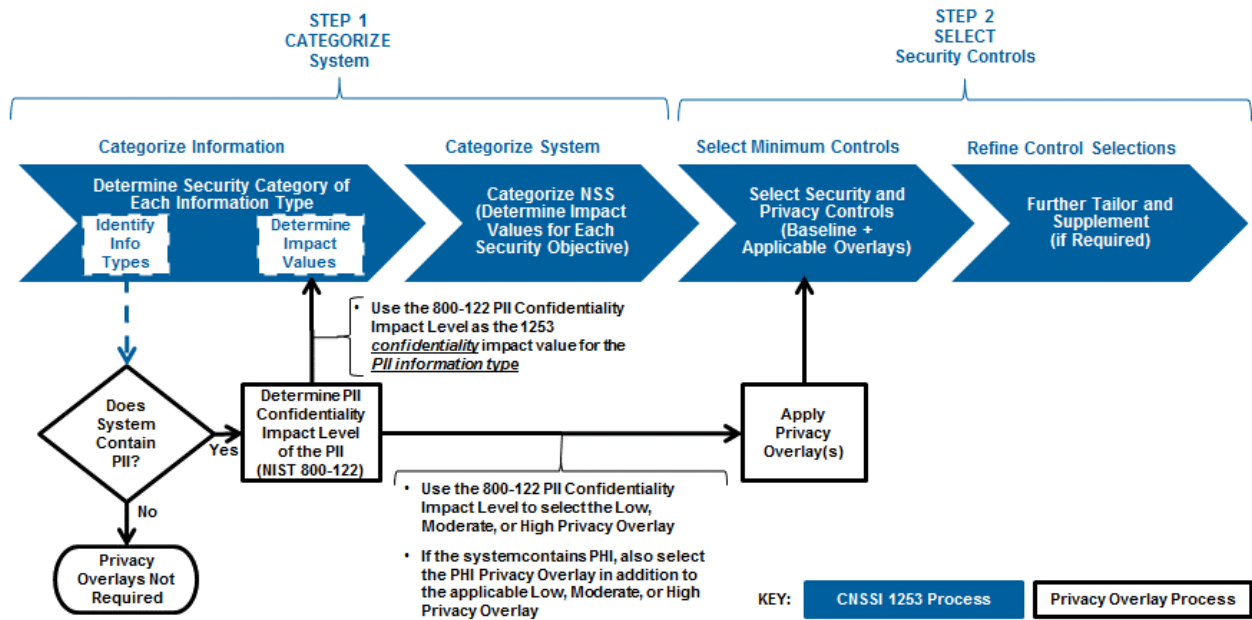 STEP 1
CATEGORIZE
System
STEP 2
SELECT
Security Controls
Categorize Information
Categorize System
Select Minimum Controls
Refine Control Selections
Determine Security Category of
Each Information Type
Identify
Info
Types
Determine
Impact
Values
Categorize NSS
(Determine Impact
Values for Each
Security Objective)
Select Security and
Privacy Controls
(Baseline +
Applicable Overlays)
Further Tailor and
Supplement
(if Required)
• Use the 800-122 PII Confidentiality
Impact Level as the 1253
confidentiality impact value for the
PII information type
Does
System
Contain
PII?
Yes
No
Determine PII
Confidentiality
Impact Level
of the PII
(NIST 800-122)
Apply
Privacy
Overlay(s)
• Use the 800-122 PII Confidentiality
Impact Level to select the Low,
Moderate, or High Privacy Overlay
• If the systemcontains PHI, also select
the PHI Privacy Overlay in addition to
the applicable Low, Moderate, or High
Privacy Overlay
Privacy
Overlays Not
Required
KEY:
CNSSI 1253 Process
Privacy Overlay Process